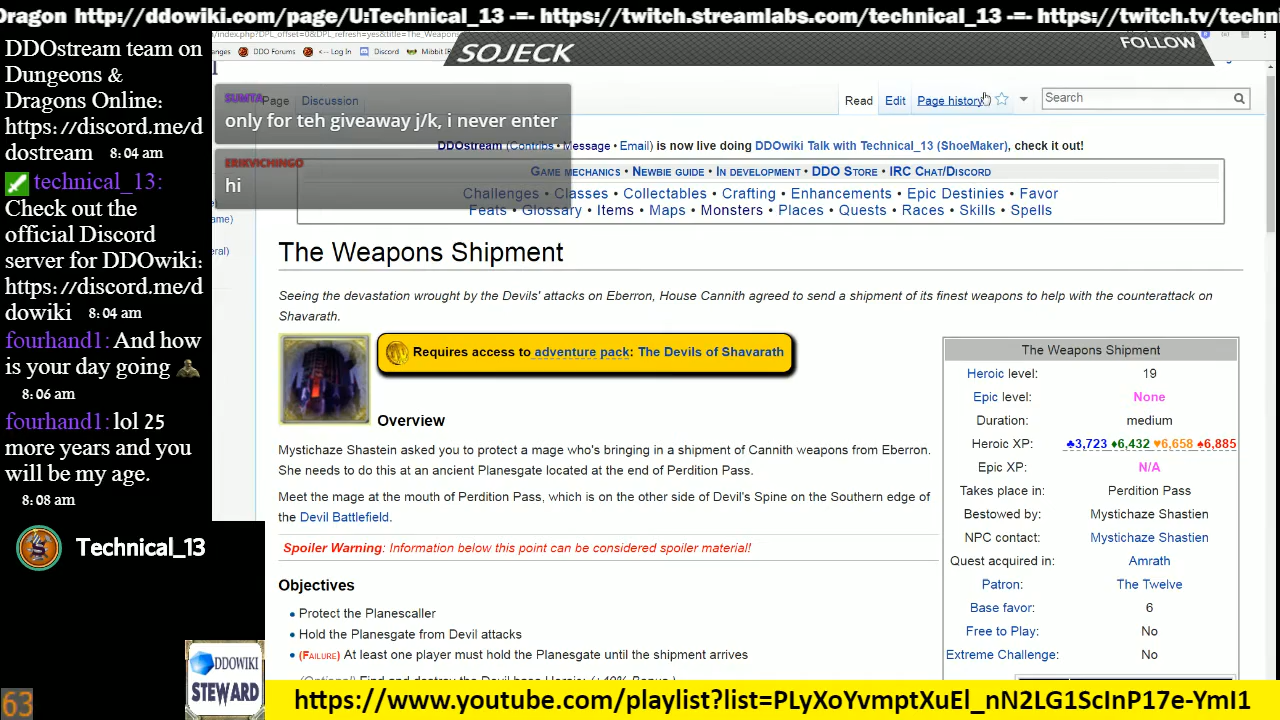 Dragon http://ddowiki.com/page/U:Technical_13 -=- https://twitch.streamlabs.com/technical_13 -=- https://twitch.tv/techni
DDOstream team on
Dungeons &
Dragons Online:
https://discord.me/d
dostream 8:04 am
technical_13:
Check out the
official Discord
server for DDOwiki:
https://discord.me/d
dowiki 8:04 am
fourhand1: And how
is your day going
8:06 am
fourhand1: lol 25
more years and you
will be my age.
8:08 am
Technical_13
DDOWIKI
STEWARD
63
/index.php?DPL_offset=0&DPL_refresh=yes&title=The_Weapons
DDO Forums
<-- Log In
Discord
SOJECK
FOLLOW
SUMTA
only for teh giveaway j/k, i never enter
ERIKVICHINGO
hi
Page Discussion
Read Edit Page history
Search
DDOstream (Contribs • Message • Email) is now live doing DDOwiki Talk with Technical_13 (ShoeMaker), check it out!
Game mechanics • Newbie guide • In development • DDO Store • IRC Chat/Discord
Challenges • Classes • Collectables • Crafting • Enhancements • Epic Destinies • Favor
Feats • Glossary • Items • Maps • Monsters • Places • Quests • Races • Skills • Spells
The Weapons Shipment
Seeing the devastation wrought by the Devils' attacks on Eberron, House Cannith agreed to send a shipment of its finest weapons to help with the counterattack on
Shavarath.
Requires access to adventure pack: The Devils of Shavarath
Overview
Mystichaze Shastein asked you to protect a mage who's bringing in a shipment of Cannith weapons from Eberron.
She needs to do this at an ancient Planesgate located at the end of Perdition Pass.
Meet the mage at the mouth of Perdition Pass, which is on the other side of Devil's Spine on the Southern edge of
the Devil Battlefield.
Spoiler Warning: Information below this point can be considered spoiler material!
Objectives
• Protect the Planescaller
• Hold the Planesgate from Devil attacks
• (Failure) At least one player must hold the Planesgate until the shipment arrives
The Weapons Shipment
Heroic level: 19
Epic level: None
Duration: medium
Heroic XP: ♣3,723 ♦6,432 ♥6,658 ♠6,885
Epic XP: N/A
Takes place in: Perdition Pass
Bestowed by: Mystichaze Shastien
NPC contact: Mystichaze Shastien
Quest acquired in: Amrath
Patron: The Twelve
Base favor: 6
Free to Play: No
Extreme Challenge: No
https://www.youtube.com/playlist?list=PLyXoYvmptXuEl_nN2LG1ScInP17e-YmI1